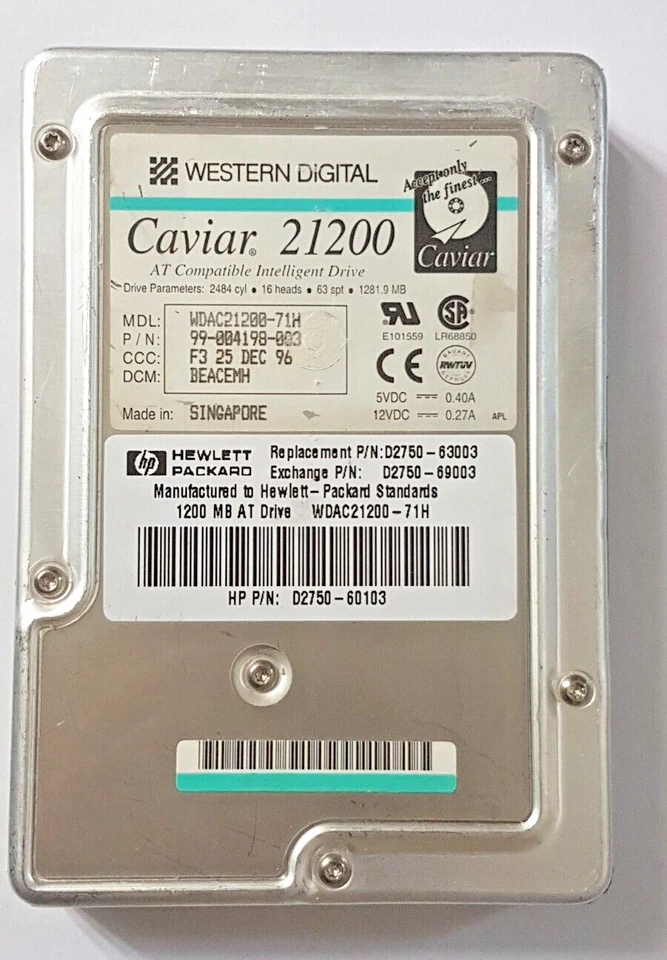 WESTERN DIGITAL
Accept only
the finest...
Caviar
Caviar® 21200
AT Compatible Intelligent Drive
Drive Parameters: 2484 cyl • 16 heads • 63 spt • 1281.9 MB
MDL: WDAC21200-71H
P / N: 99-004198-003
CCC: F3 25 DEC 96
DCM: BEACEMH
Made in: SINGAPORE
E101559 LR68850
CE
RWTÜV
5VDC 0.40A
12VDC 0.27A APL
hp HEWLETT PACKARD
Replacement P/N:D2750-63003
Exchange P/N: D2750-69003
Manufactured to Hewlett-Packard Standards
1200 MB AT Drive WDAC21200-71H
HP P/N: D2750-60103